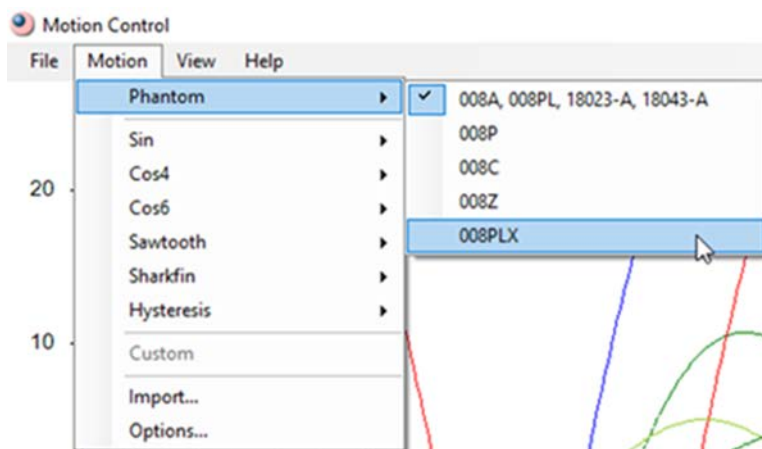 Motion Control
File Motion View Help
Phantom
008A, 008PL, 18023-A, 18043-A
Sin
008P
Cos4
008C
20
Cos6
008Z
Sawtooth
008PLX
Sharkfin
Hysteresis
10
Custom
Import...
Options...